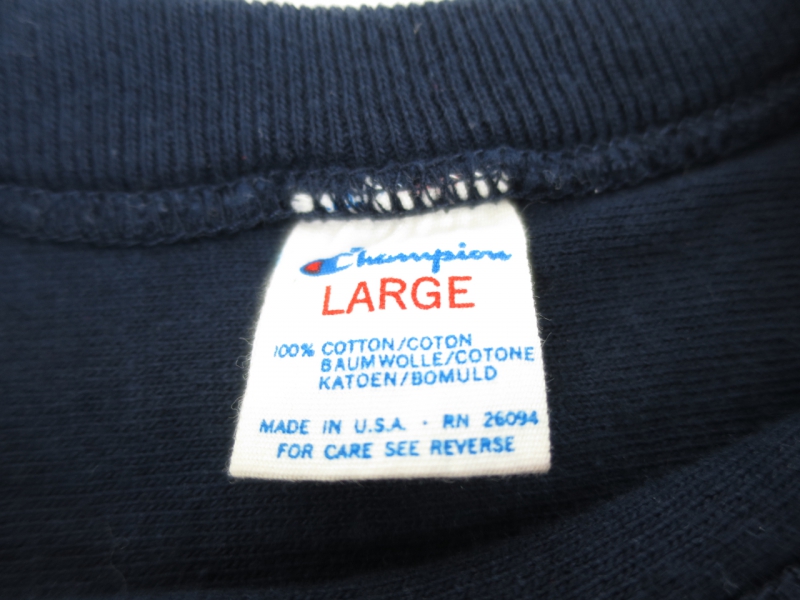 Champion
LARGE
100% COTTON/COTON
BAUMWOLLE/COTONE
KATOEN/BOMULD
MADE IN U.S.A. · RN 26094
FOR CARE SEE REVERSE